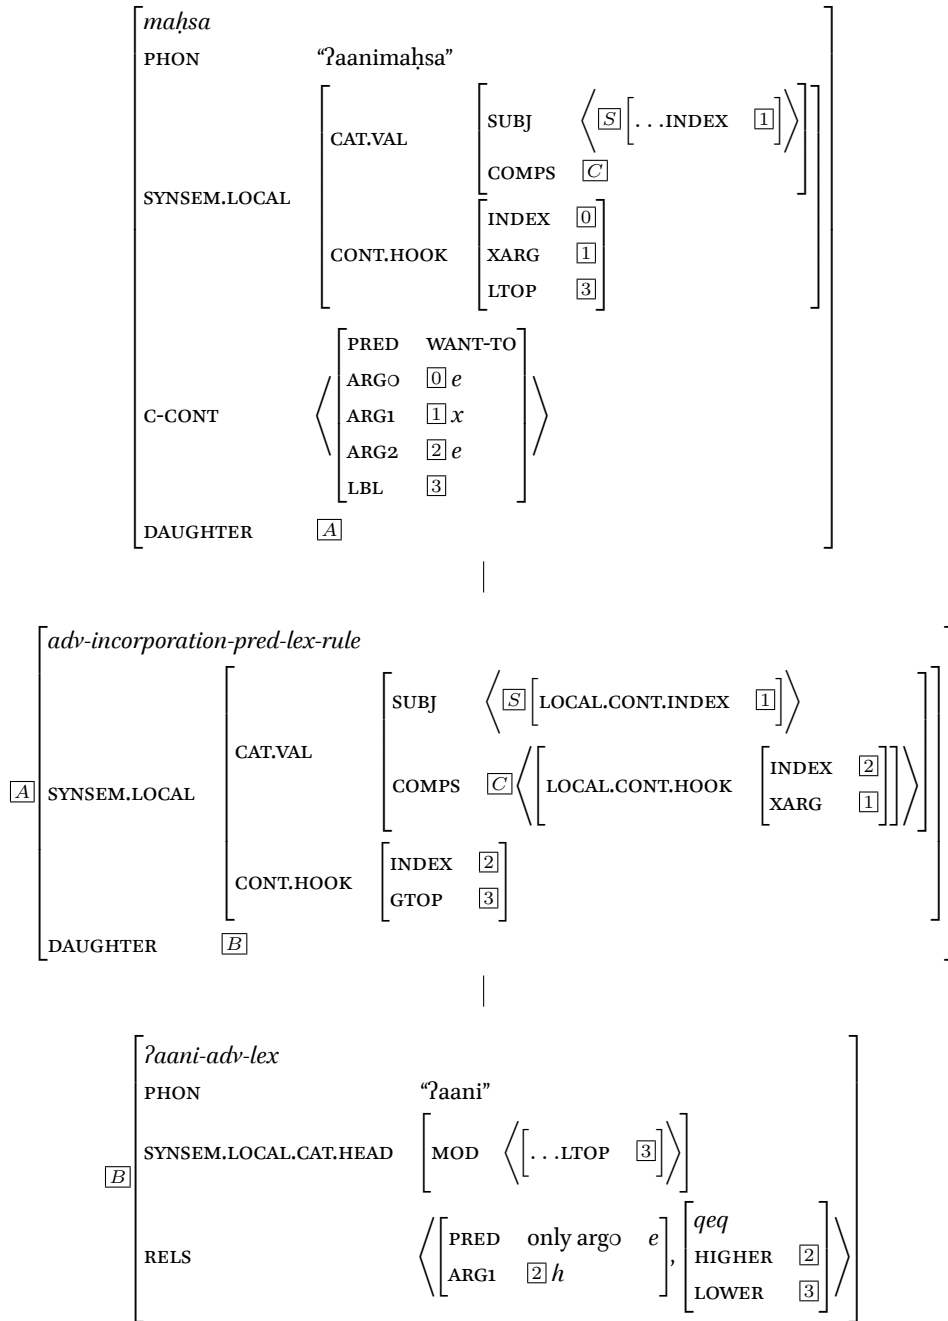 maḥsa
PHON “ʔaanimaḥsa”
SUBJ ⟨ S [ . . .INDEX 1 ] ⟩
CAT.VAL
COMPS C
SYNSEM.LOCAL
INDEX 0
CONT.HOOK XARG 1
LTOP 3
PRED WANT-TO
ARG0 0 e
C-CONT ⟨ ARG1 1 x ⟩
ARG2 2 e
LBL 3
DAUGHTER A
adv-incorporation-pred-lex-rule
SUBJ ⟨ S [ LOCAL.CONT.INDEX 1 ] ⟩
CAT.VAL
INDEX 2
COMPS C ⟨ [ LOCAL.CONT.HOOK ] ⟩
XARG 1
A SYNSEM.LOCAL
INDEX 2
CONT.HOOK
GTOP 3
DAUGHTER B
ʔaani-adv-lex
PHON “ʔaani”
SYNSEM.LOCAL.CAT.HEAD [ MOD ⟨ [ . . .LTOP 3 ] ⟩ ]
B
qeq
PRED only arg0 e
RELS ⟨ , HIGHER 2 ⟩
ARG1 2 h
LOWER 3